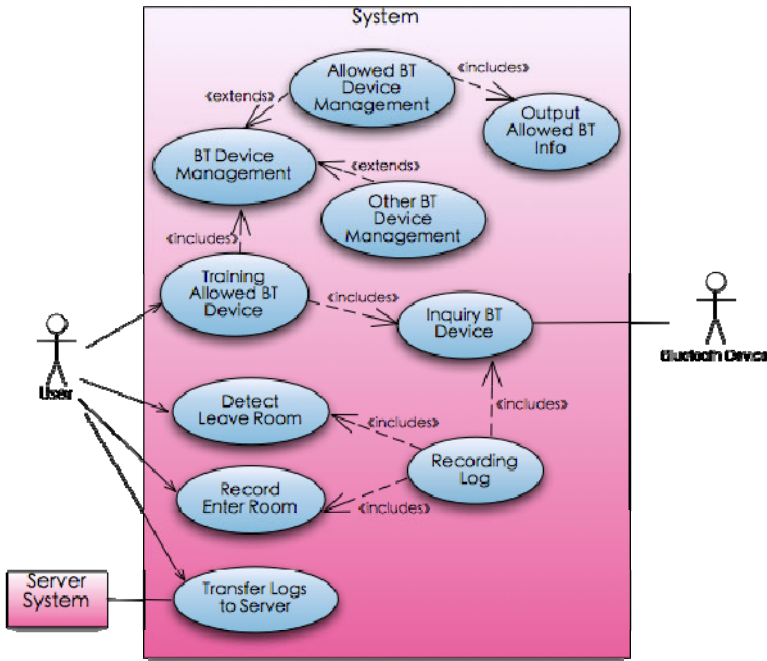 System
Allowed BT
Device
Management
«includes»
Output
Allowed BT
Info
«extends»
BT Device
Management
«extends»
Other BT
Device
Management
«includes»
Training
Allowed BT
Device
«includes»
Inquiry BT
Device
Bluetooth Device
User
Detect
Leave Room
«includes»
«includes»
Recording
Log
Record
Enter Room
«includes»
Server
System
Transfer Logs
to Server